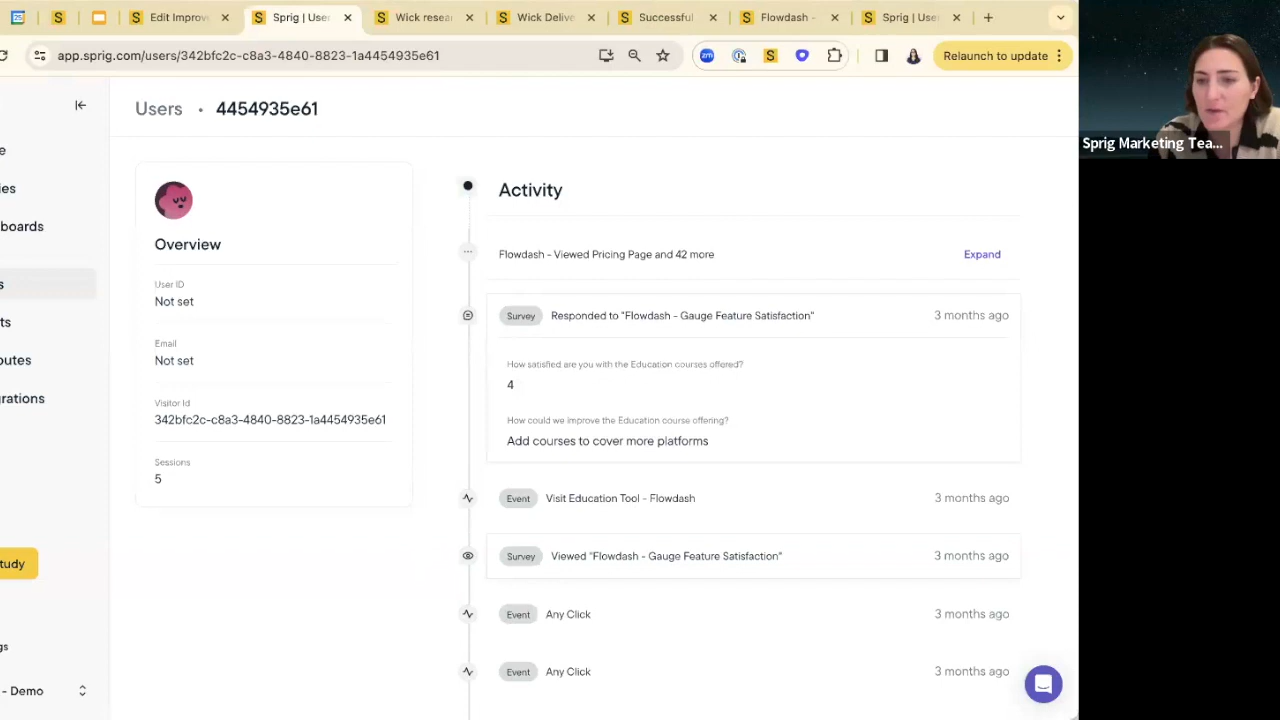 Edit Improv
Sprig | User
Wick resea
Wick Delive
Successful
Flowdash -
Sprig | Use
app.sprig.com/users/342bfc2c-c8a3-4840-8823-1a4454935e61
Relaunch to update
Sprig Marketing Tea...
Users • 4454935e61
e
ies
boards
s
ts
outes
rations
tudy
gs
- Demo
Overview
User ID
Not set
Email
Not set
Visitor Id
342bfc2c-c8a3-4840-8823-1a4454935e61
Sessions
5
Activity
Flowdash - Viewed Pricing Page and 42 more
Expand
Survey Responded to "Flowdash - Gauge Feature Satisfaction" 3 months ago
How satisfied are you with the Education courses offered?
4
How could we improve the Education course offering?
Add courses to cover more platforms
Event Visit Education Tool - Flowdash 3 months ago
Survey Viewed "Flowdash - Gauge Feature Satisfaction" 3 months ago
Event Any Click 3 months ago
Event Any Click 3 months ago